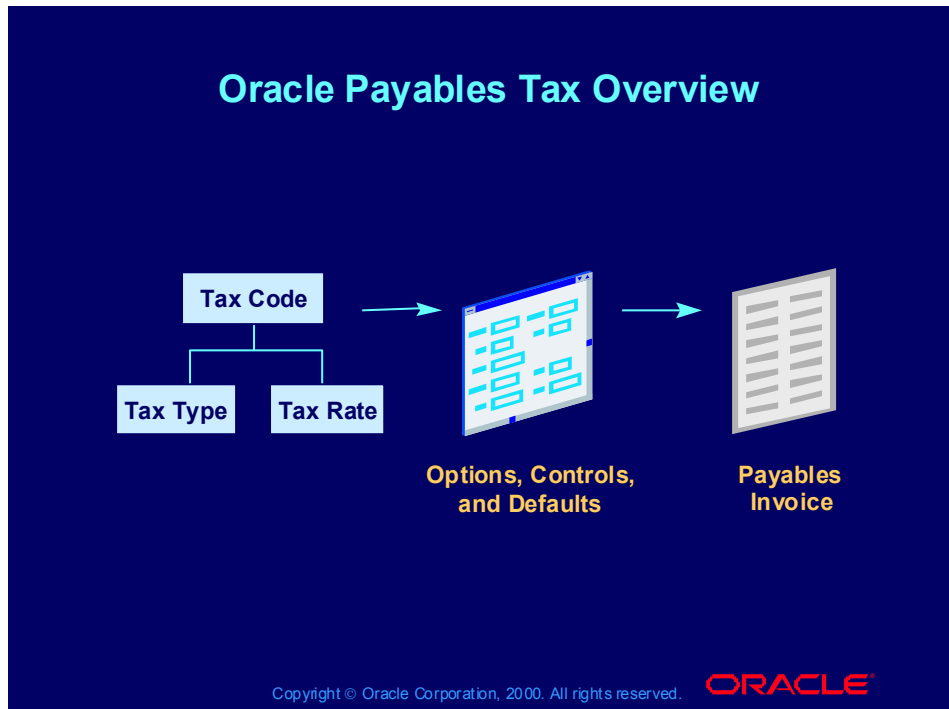 Oracle Payables Tax Overview
Tax Code
Tax Type
Tax Rate
Options, Controls,
and Defaults
Payables
Invoice
Copyright © Oracle Corporation, 2000. All rights reserved.
ORACLE®